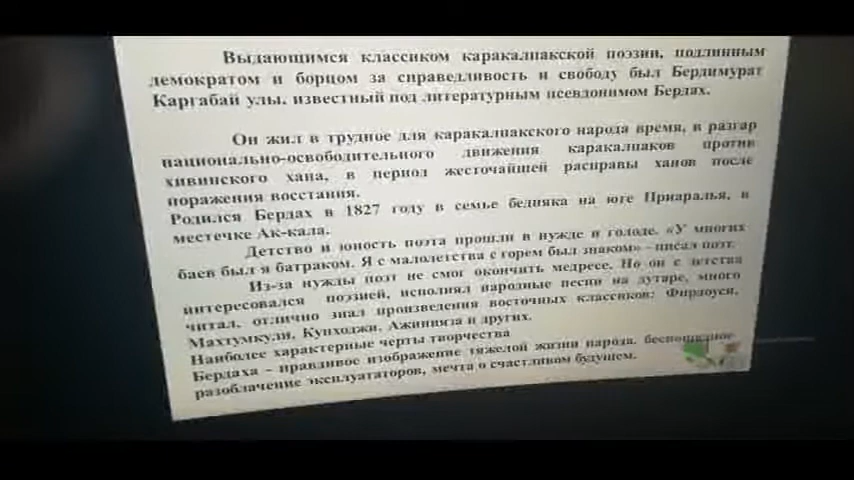 Выдающимся классиком каракалпакской поэзии, подлинным
демократом и борцом за справедливость и свободу был Бердимурат
Каргабай улы, известный под литературным псевдонимом Бердах.
Он жил в трудное для каракалпакского народа время, в разгар
национально-освободительного движения каракалпаков против
хивинского хана, в период жесточайшей расправы ханов после
поражения восстания.
Родился Бердах в 1827 году в семье бедняка на юге Приаралья, в
местечке Ак-кала.
Детство и юность поэта прошли в нужде и голоде. «У многих
баев был я батраком. Я с малолетства с горем был знаком» - писал поэт.
Из-за нужды поэт не смог окончить медресе. Но он с детства
интересовался поэзией, исполнял народные песни на дутаре, много
читал, отлично знал произведения восточных классиков: Фирдоуси,
Махтумкули, Кунходжи, Ажинияза и других.
Наиболее характерные черты творчества
Бердаха – правдивое изображение тяжелой жизни народа, беспощадное
разоблачение эксплуататоров, мечта о счастливом будущем.